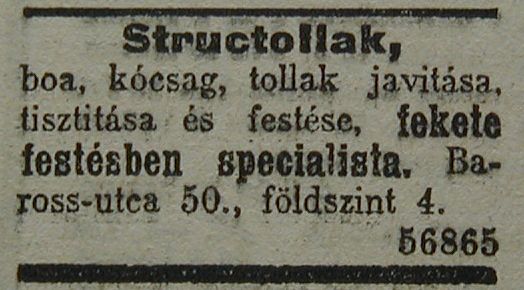 Structollak,
boa, kócsag, tollak javitása,
tisztitása és festése, fekete
festésben specialista. Ba-
ross-utca 50., földszint 4.
56865